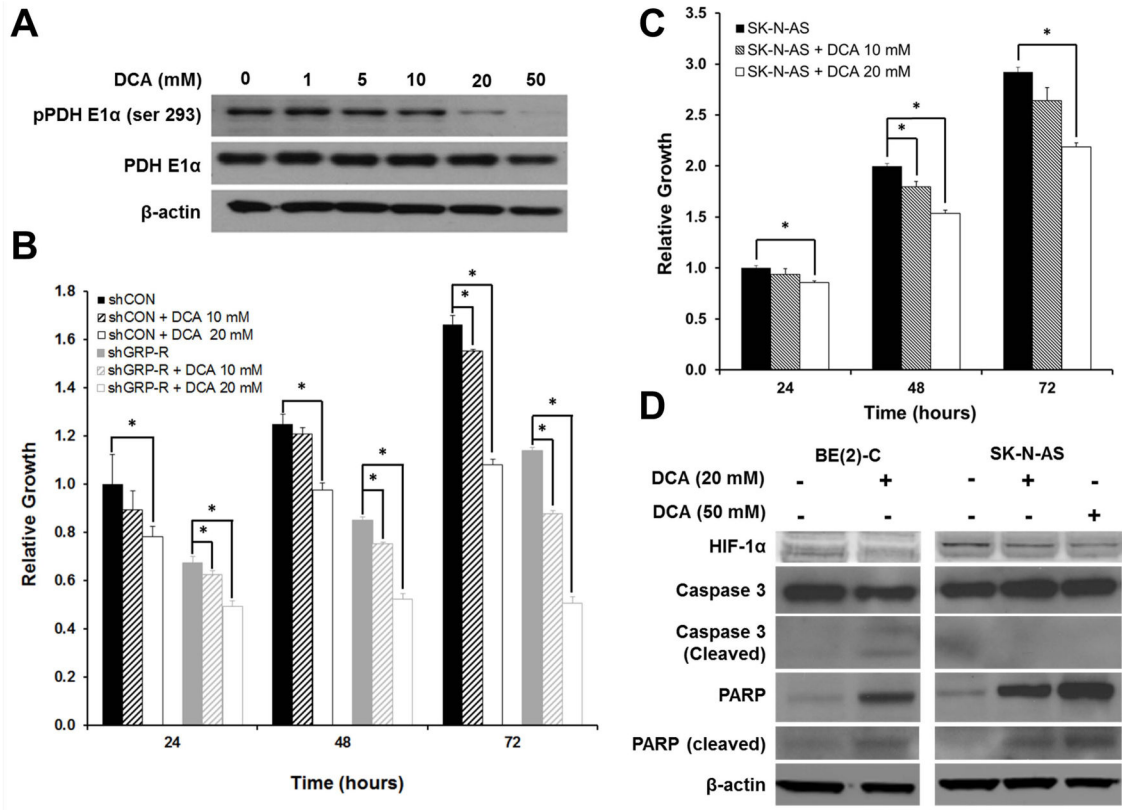 A
DCA (mM) 0 1 5 10 20 50
pPDH E1α (ser 293)
PDH E1α
β-actin
B
Relative Growth
1.8
1.6
1.4
1.2
1.0
0.8
0.6
0.4
0.2
0.0
shCON
shCON + DCA 10 mM
shCON + DCA 20 mM
shGRP-R
shGRP-R + DCA 10 mM
shGRP-R + DCA 20 mM
* * * * * * * * * *
24 48 72
Time (hours)
C
Relative Growth
3.5
3.0
2.5
2.0
1.5
1.0
0.5
0.0
SK-N-AS
SK-N-AS + DCA 10 mM
SK-N-AS + DCA 20 mM
* * * *
24 48 72
Time (hours)
D
BE(2)-C SK-N-AS
DCA (20 mM) - + - + -
DCA (50 mM) - - - - +
HIF-1α
Caspase 3
Caspase 3
(Cleaved)
PARP
PARP (cleaved)
β-actin